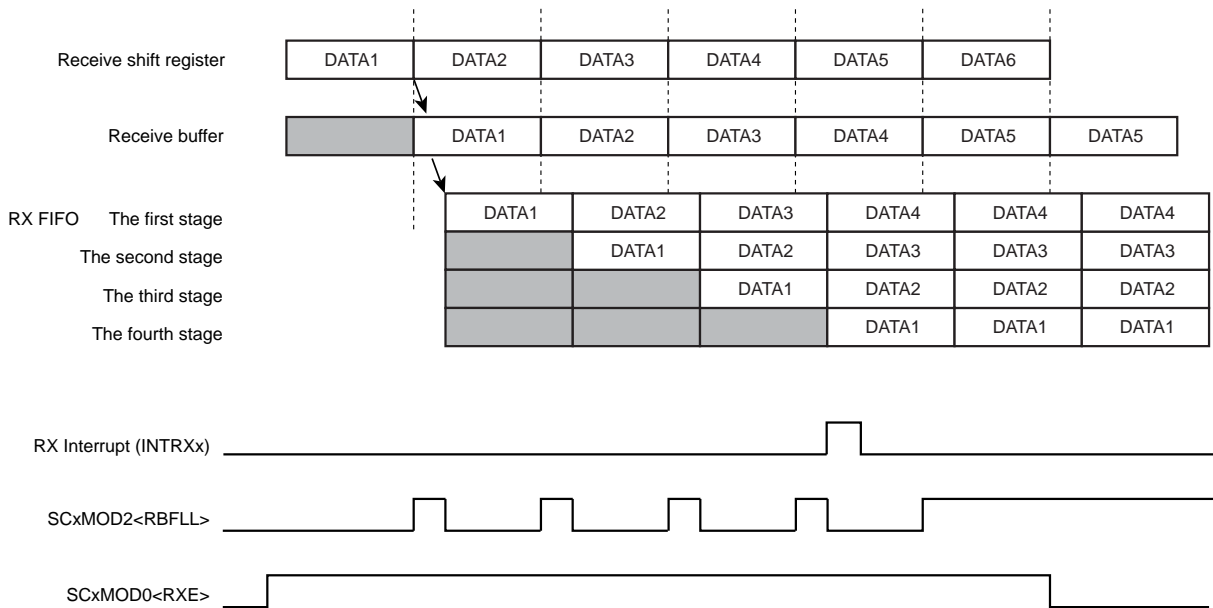 Receive shift register DATA1 DATA2 DATA3 DATA4 DATA5 DATA6
Receive buffer DATA1 DATA2 DATA3 DATA4 DATA5 DATA5
RX FIFO The first stage DATA1 DATA2 DATA3 DATA4 DATA4 DATA4
The second stage DATA1 DATA2 DATA3 DATA3 DATA3
The third stage DATA1 DATA2 DATA2 DATA2
The fourth stage DATA1 DATA1 DATA1
RX Interrupt (INTRXx)
SCxMOD2<RBFLL>
SCxMOD0<RXE>